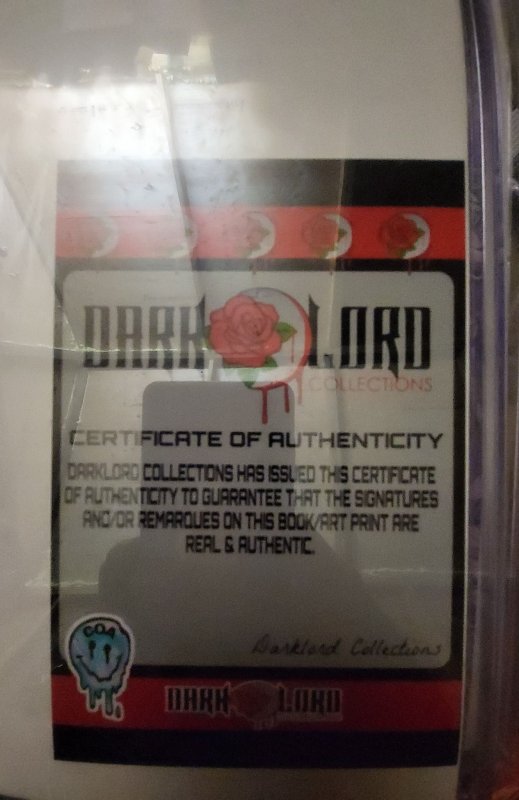 DARK LORD
COLLECTIONS
CERTIFICATE OF AUTHENTICITY
DARKLORD COLLECTIONS HAS ISSUED THIS CERTIFICATE
OF AUTHENTICITY TO GUARANTEE THAT THE SIGNATURES
AND/OR REMARQUES ON THIS BOOK/ART PRINT ARE
REAL & AUTHENTIC.
COA
Darklord Collections
DARK LORD